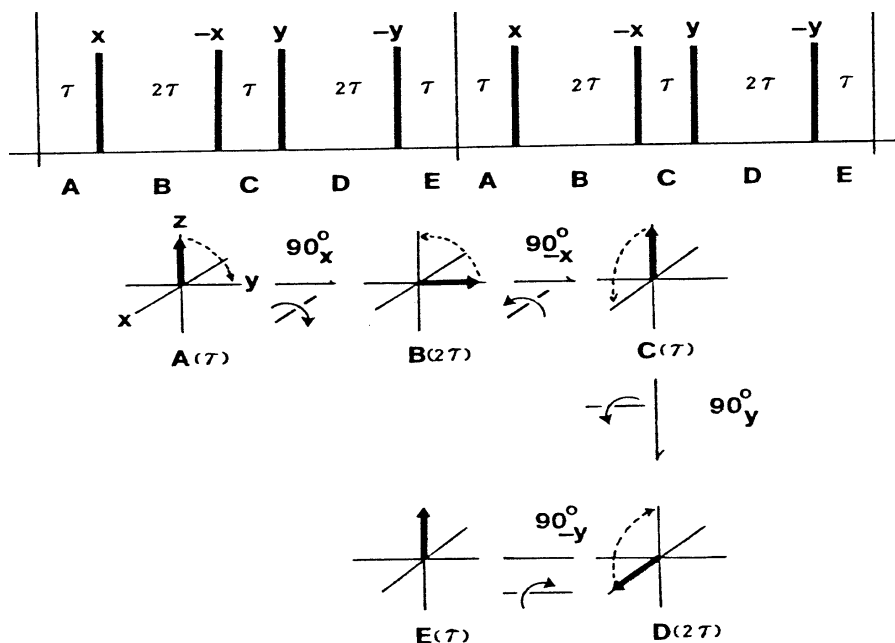 x −x y −y x −x y −y
τ 2τ τ 2τ τ τ 2τ τ 2τ τ
A B C D E A B C D E
z
y
x
A(τ)
90°x
B(2τ)
90°−x
C(τ)
90°y
E(τ)
90°−y
D(2τ)